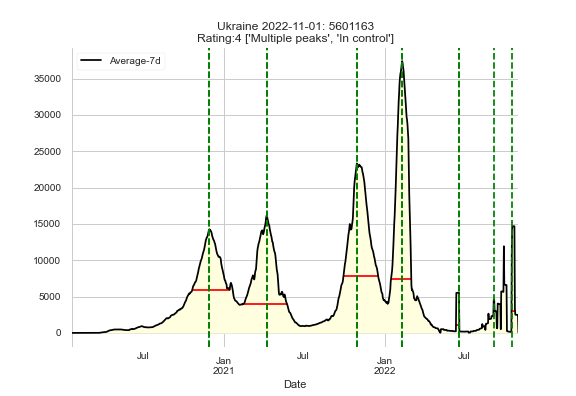 Ukraine 2022-11-01: 5601163
Rating:4 ['Multiple peaks', 'In control']
Average-7d
35000
30000
25000
20000
15000
10000
5000
0
Jul
Jan
2021
Jul
Jan
2022
Jul
Date